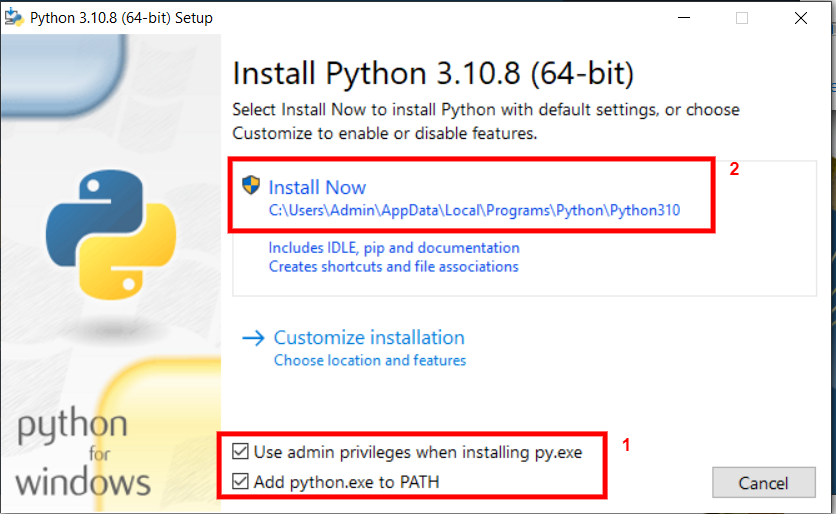 Python 3.10.8 (64-bit) Setup
Install Python 3.10.8 (64-bit)
Select Install Now to install Python with default settings, or choose
Customize to enable or disable features.
2
Install Now
C:\Users\Admin\AppData\Local\Programs\Python\Python310
Includes IDLE, pip and documentation
Creates shortcuts and file associations
Customize installation
Choose location and features
python
for
windows
1
Use admin privileges when installing py.exe
Add python.exe to PATH
Cancel